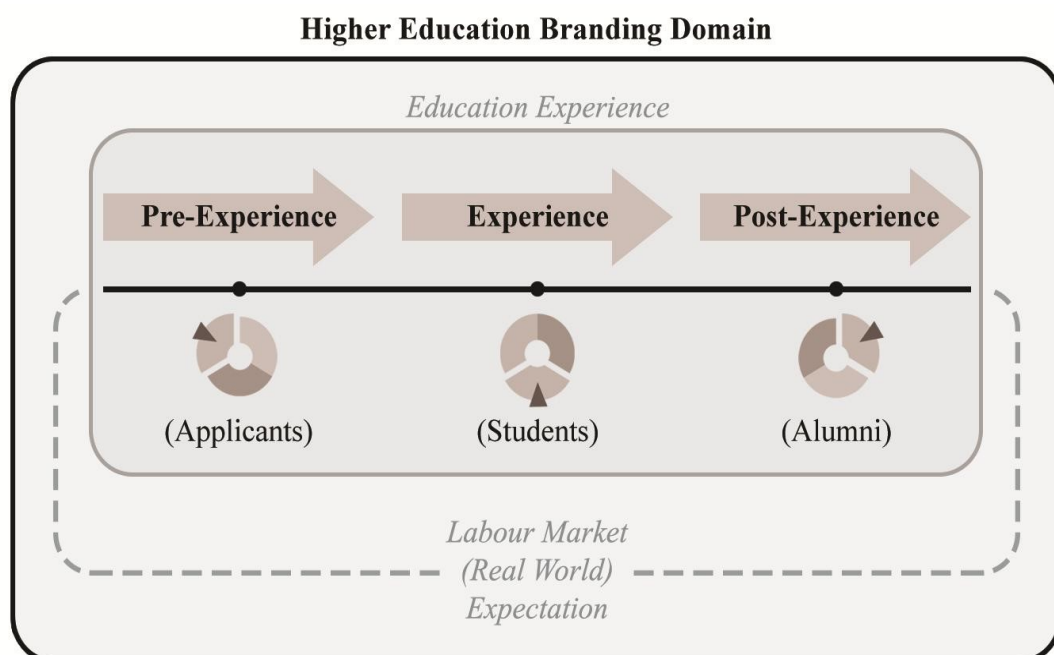 Higher Education Branding Domain
Education Experience
Pre-Experience
Experience
Post-Experience
(Applicants)
(Students)
(Alumni)
Labour Market
(Real World)
Expectation